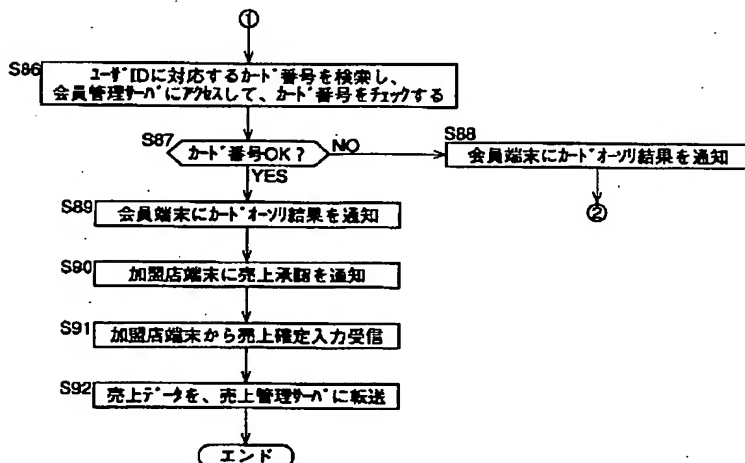 ①
S86
ユーザIDに対応するカード番号を検索し、
会員管理サーバにアクセスして、カード番号をチェックする
S87
カード番号OK?
NO
S88
会員端末にカードオーソリ結果を通知
YES
②
S89
会員端末にカードオーソリ結果を通知
S90
加盟店端末に売上承認を通知
S91
加盟店端末から売上確定入力受信
S92
売上データを、売上管理サーバに転送
エンド